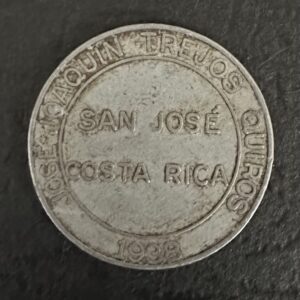 JOSE JOAQUIN TREJOS QUIROS
SAN JOSÉ
COSTA RICA